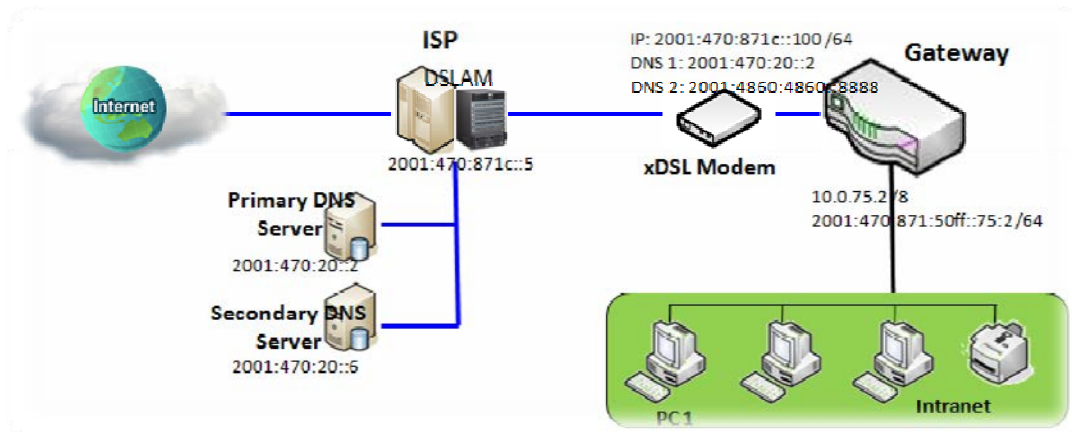 ISP
DSLAM
Internet
2001:470:871c::5
IP: 2001:470:871c::100/64
DNS 1: 2001:470:20::2
DNS 2: 2001:4860:4860::8888
Gateway
xDSL Modem
Primary DNS
Server
2001:470:20::2
Secondary DNS
Server
2001:470:20::6
10.0.75.2/8
2001:470:871:50ff::75:2/64
PC1
Intranet